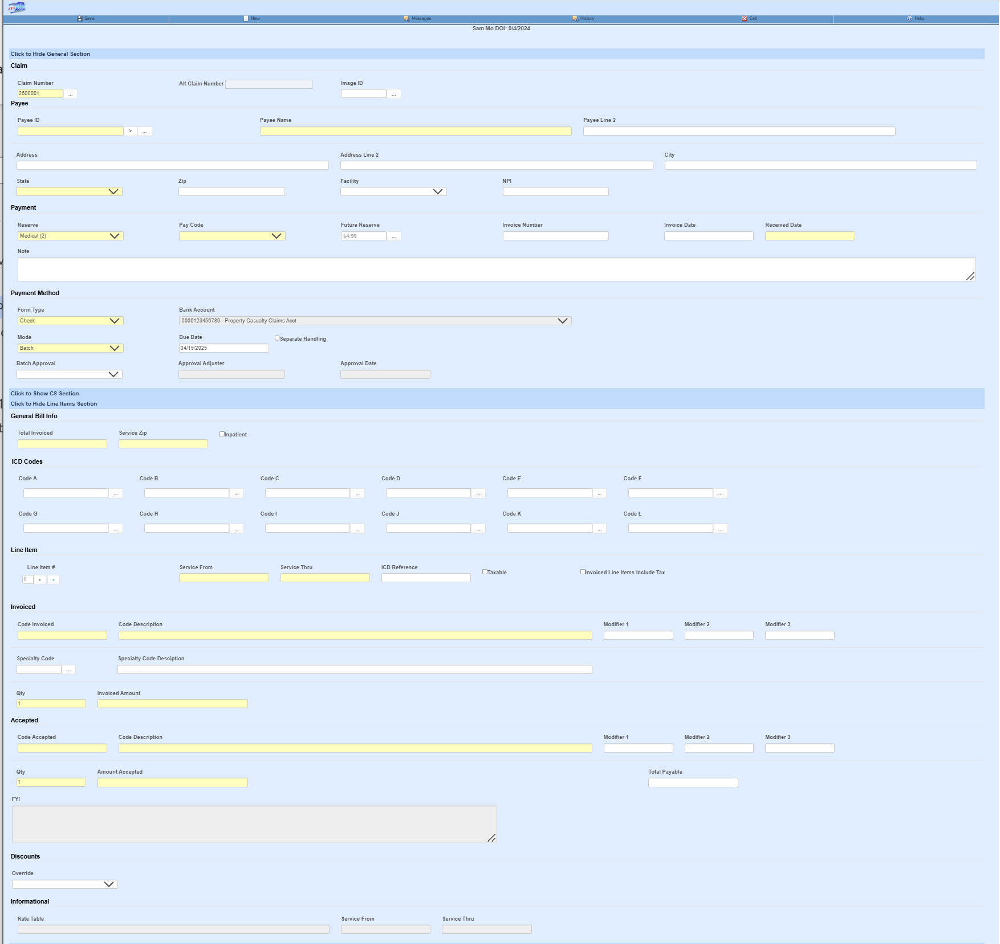 Save New Messages History Exit Help
Sam Mo DOI: 9/4/2024
Click to Hide General Section
Claim
Claim Number Alt Claim Number Image ID
2500001 ... ...
Payee
Payee ID Payee Name Payee Line 2
> ...
Address Address Line 2 City
State Zip Facility NPI
Payment
Reserve Pay Code Future Reserve Invoice Number Invoice Date Received Date
Medical (2) $4.99 ...
Note
Payment Method
Form Type Bank Account
Check 0000123456789 - Property Casualty Claims Acct
Mode Due Date Separate Handling
Batch 04/15/2025
Batch Approval Approval Adjuster Approval Date
Click to Show C8 Section
Click to Hide Line Items Section
General Bill Info
Total Invoiced Service Zip Inpatient
ICD Codes
Code A Code B Code C Code D Code E Code F
... ... ... ... ... ...
Code G Code H Code I Code J Code K Code L
... ... ... ... ... ...
Line Item
Line Item # Service From Service Thru ICD Reference Taxable Invoiced Line Items Include Tax
1
Invoiced
Code Invoiced Code Description Modifier 1 Modifier 2 Modifier 3
Specialty Code Specialty Code Desciption
...
Qty Invoiced Amount
1
Accepted
Code Accepted Code Description Modifier 1 Modifier 2 Modifier 3
Qty Amount Accepted Total Payable
1
FYI
Discounts
Override
Informational
Rate Table Service From Service Thru